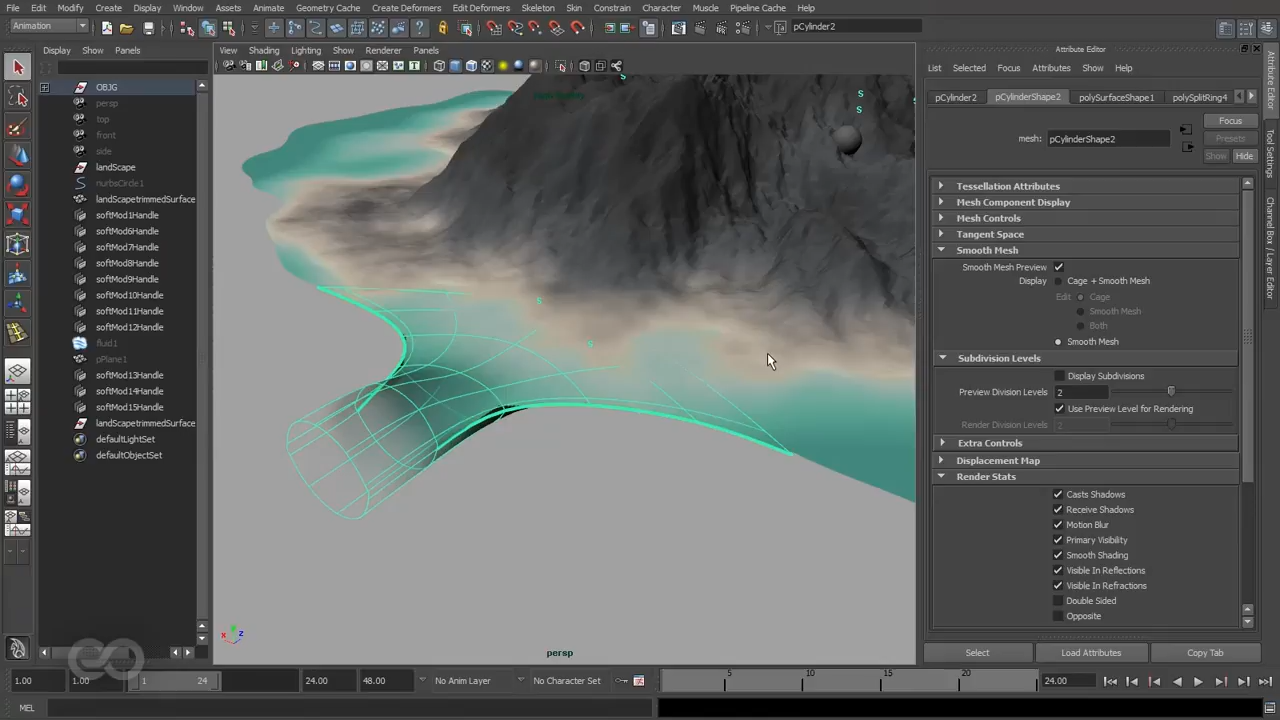 File Edit Modify Create Display Window Assets Animate Geometry Cache Create Deformers Edit Deformers Skeleton Skin Constrain Character Muscle Pipeline Cache Help
Animation
pCylinder2
Display Show Panels
View Shading Lighting Show Renderer Panels
OBJG
persp
top
front
side
landScape
nurbsCircle1
landScapetrimmedSurface
softMod1Handle
softMod6Handle
softMod7Handle
softMod8Handle
softMod9Handle
softMod10Handle
softMod11Handle
softMod12Handle
fluid1
pPlane1
softMod13Handle
softMod14Handle
softMod15Handle
landScapetrimmedSurface
defaultLightSet
defaultObjectSet
S
S
S
S
S
x
y
z
persp
Attribute Editor
List Selected Focus Attributes Show Help
pCylinder2 pCylinderShape2 polySurfaceShape1 polySplitRing4
Focus
mesh: pCylinderShape2
Presets
Show Hide
Tessellation Attributes
Mesh Component Display
Mesh Controls
Tangent Space
Smooth Mesh
Smooth Mesh Preview
Display Cage + Smooth Mesh
Edit Cage
Smooth Mesh
Both
Smooth Mesh
Subdivision Levels
Display Subdivisions
Preview Division Levels 2
Use Preview Level for Rendering
Render Division Levels 2
Extra Controls
Displacement Map
Render Stats
Casts Shadows
Receive Shadows
Motion Blur
Primary Visibility
Smooth Shading
Visible In Reflections
Visible In Refractions
Double Sided
Opposite
Select Load Attributes Copy Tab
Attribute Editor
Tool Settings
Channel Box / Layer Editor
1.00 1.00 1 24 24.00 48.00 No Anim Layer No Character Set 5 10 15 20 24.00
MEL